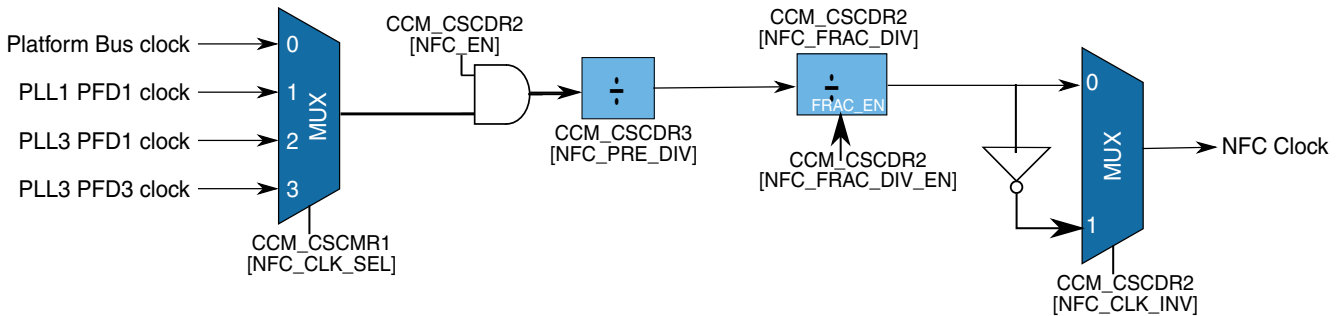 Platform Bus clock
PLL1 PFD1 clock
PLL3 PFD1 clock
PLL3 PFD3 clock
0
1
2
3
MUX
CCM_CSCMR1
[NFC_CLK_SEL]
CCM_CSCDR2
[NFC_EN]
÷
CCM_CSCDR3
[NFC_PRE_DIV]
CCM_CSCDR2
[NFC_FRAC_DIV]
÷
FRAC_EN
CCM_CSCDR2
[NFC_FRAC_DIV_EN]
0
1
MUX
CCM_CSCDR2
[NFC_CLK_INV]
NFC Clock